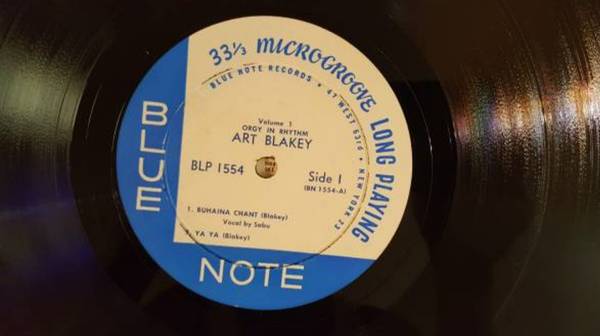 33⅓ MICROGROOVE LONG PLAYING
BLUE NOTE RECORDS • 47 WEST 63rd • NEW YORK 23
Volume 1
ORGY IN RHYTHM
ART BLAKEY
BLP 1554
Side 1
(BN 1554-A)
1. BUHAINA CHANT (Blakey)
Vocal by Sabu
2. YA YA (Blakey)
BLUE
NOTE